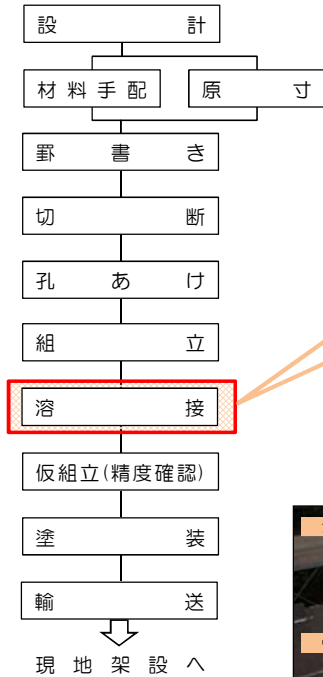 設計
材料手配 原寸
罫書き
切断
孔あけ
組立
溶接
仮組立(精度確認)
塗装
輸送
現地架設へ